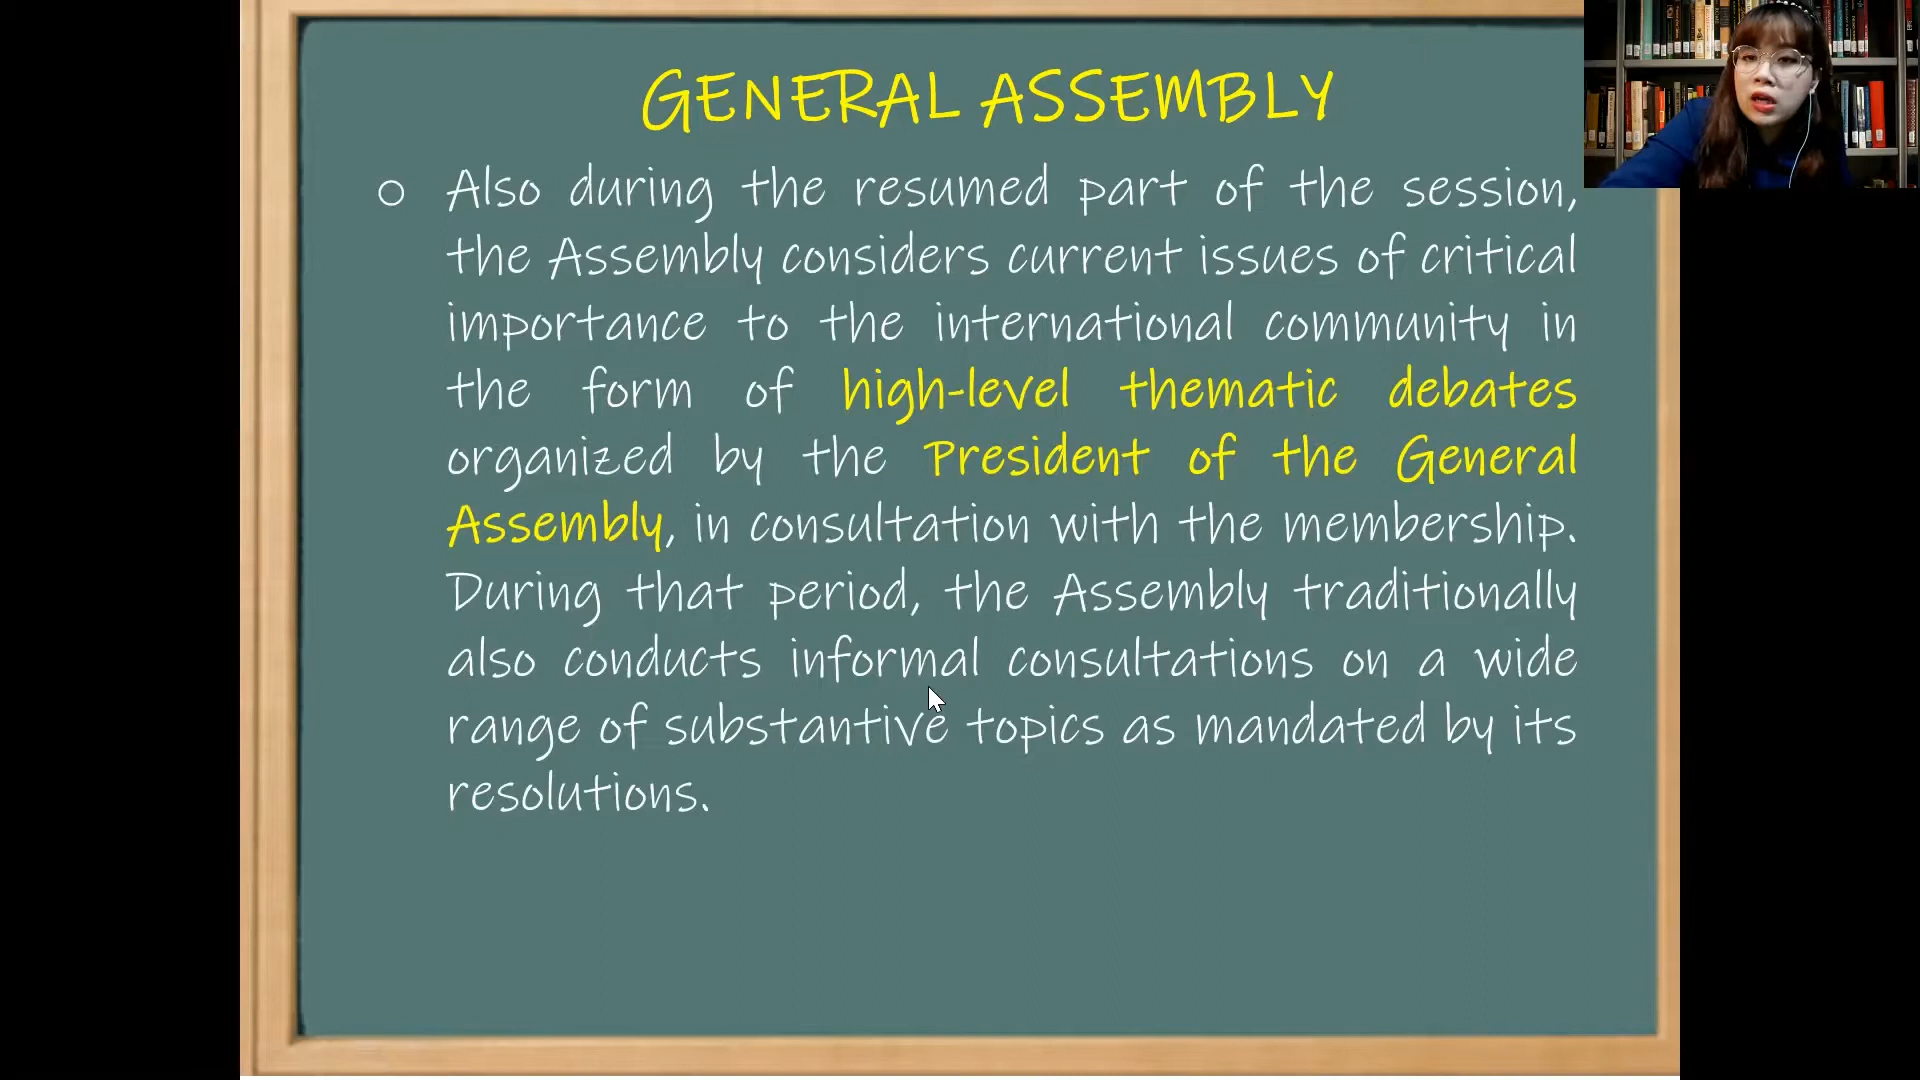 GENERAL ASSEMBLY
Also during the resumed part of the session,
the Assembly considers current issues of critical
importance to the international community in
the form of high-level thematic debates
organized by the President of the General
Assembly, in consultation with the membership.
During that period, the Assembly traditionally
also conducts informal consultations on a wide
range of substantive topics as mandated by its
resolutions.